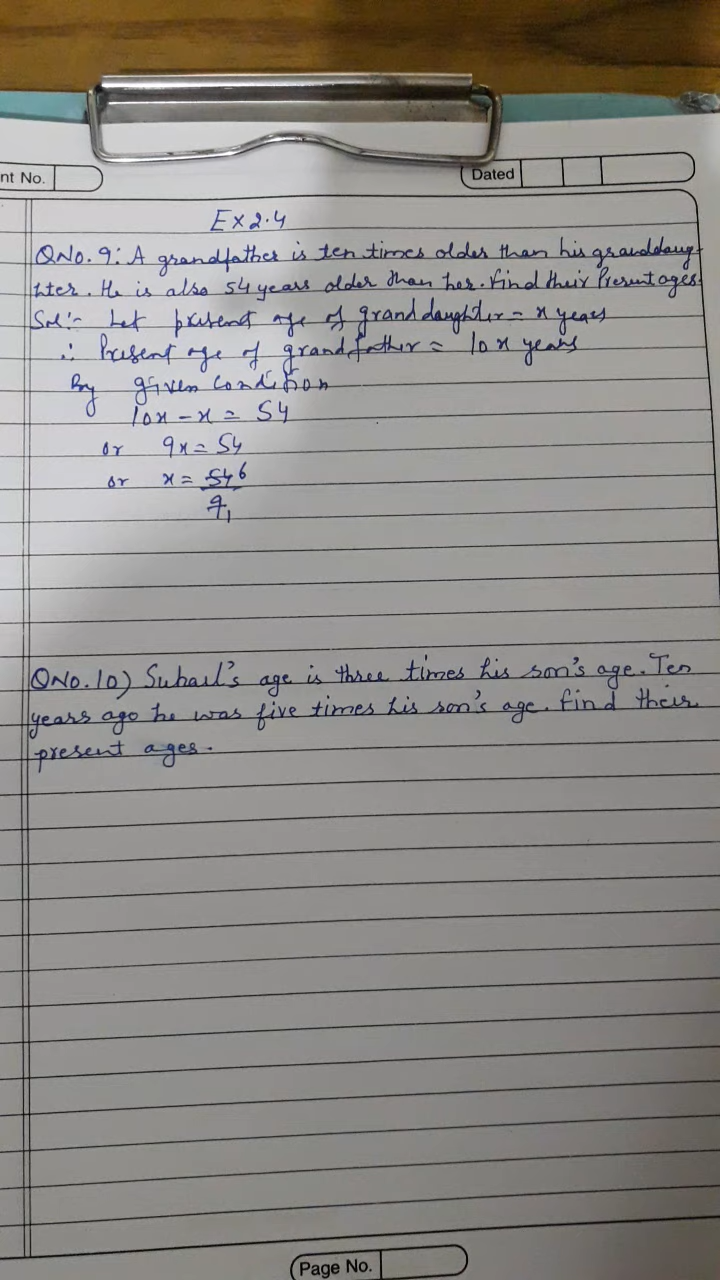 nt No.
Dated
Ex 2.4
QNo. 9: A grandfather is ten times older than his granddaug-
hter. He is also 54 years older than her. Find their Present ages.
Sol:- Let present age of granddaughter = x years
∴ Present age of grandfather = 10x years
By given condition
10x - x = 54
or 9x = 54
or x = 54 6
9 1
QNo. 10) Suhail's age is three times his son's age. Ten
years ago he was five times his son's age. find their
present ages.
Page No.